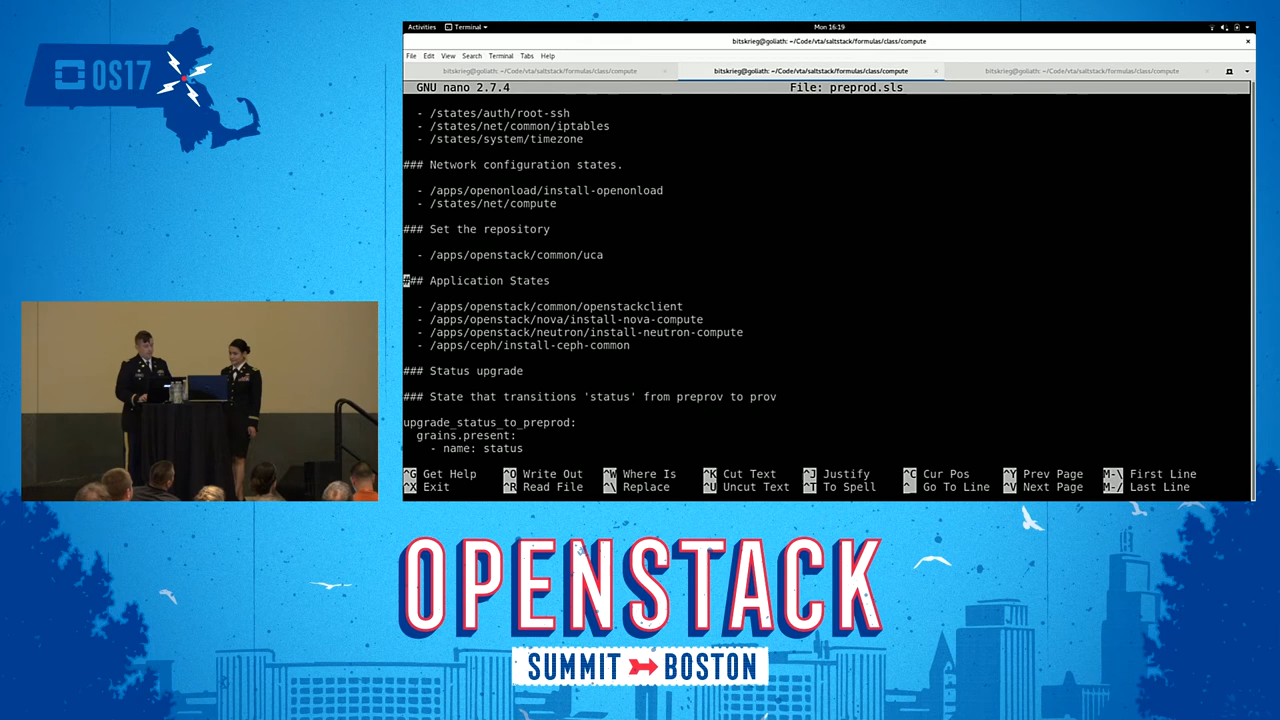 OS17
Activities Terminal Mon 16:19
bitskrieg@goliath: ~/Code/vta/saltstack/formulas/class/compute
File Edit View Search Terminal Tabs Help
bitskrieg@goliath: ~/Code/vta/saltstack/formulas/class/compute × bitskrieg@goliath: ~/Code/vta/saltstack/formulas/class/compute × bitskrieg@goliath: ~/Code/vta/saltstack/formulas/class/compute ×
GNU nano 2.7.4 File: preprod.sls
- /states/auth/root-ssh
- /states/net/common/iptables
- /states/system/timezone
### Network configuration states.
- /apps/openonload/install-openonload
- /states/net/compute
### Set the repository
- /apps/openstack/common/uca
### Application States
- /apps/openstack/common/openstackclient
- /apps/openstack/nova/install-nova-compute
- /apps/openstack/neutron/install-neutron-compute
- /apps/ceph/install-ceph-common
### Status upgrade
### State that transitions 'status' from preprov to prov
upgrade_status_to_preprod:
grains.present:
- name: status
^G Get Help ^O Write Out ^W Where Is ^K Cut Text ^J Justify ^C Cur Pos ^Y Prev Page M-\ First Line
^X Exit ^R Read File ^\ Replace ^U Uncut Text ^T To Spell ^_ Go To Line ^V Next Page M-/ Last Line
OPENSTACK
SUMMIT BOSTON